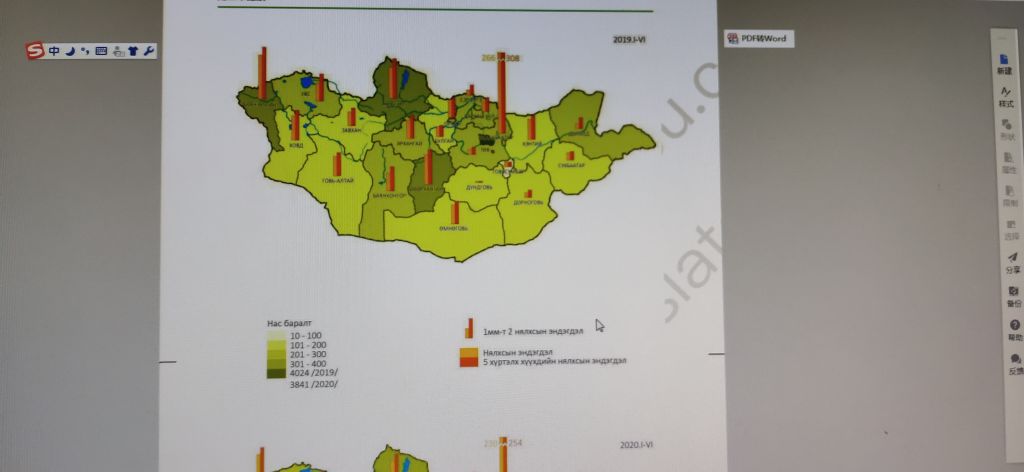 2019.I-VI
PDF转Word
266
308
新建
样式
形状
属性
限制
选择
分享
备份
帮助
反馈
中
УВС
ЗАВХАН
ХОВД
АРХАНГАЙ
ХЭНТИЙ
ТӨВ
СҮХБААТАР
ГОВЬ-АЛТАЙ
БАЯНХОНГОР
ДУНДГОВЬ
ДОРНОГОВЬ
ӨМНӨГОВЬ
Нас баралт
10 - 100
101 - 200
201 - 300
301 - 400
4024 /2019/
3841 /2020/
1мм-т 2 нялхсын эндэгдэл
Нялхсын эндэгдэл
5 хүртэлх хүүхдийн нялхсын эндэгдэл
254
2020.I-VI